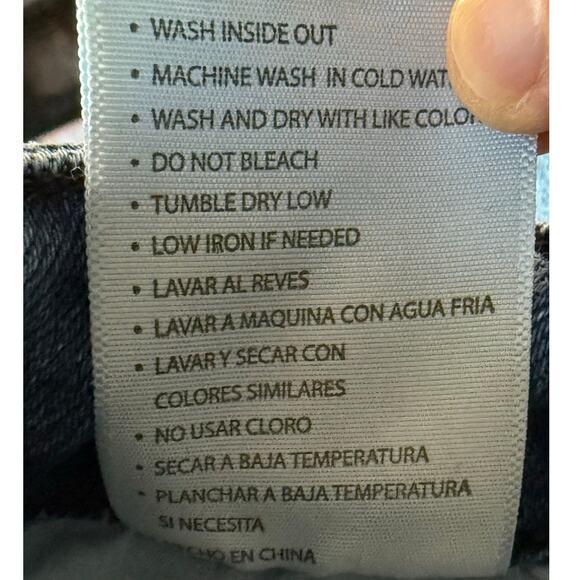 • WASH INSIDE OUT
• MACHINE WASH IN COLD WAT
• WASH AND DRY WITH LIKE COLO
• DO NOT BLEACH
• TUMBLE DRY LOW
• LOW IRON IF NEEDED
• LAVAR AL REVES
• LAVAR A MAQUINA CON AGUA FRIA
• LAVAR Y SECAR CON
COLORES SIMILARES
• NO USAR CLORO
• SECAR A BAJA TEMPERATURA
• PLANCHAR A BAJA TEMPERATURA
SI NECESITA
CHO EN CHINA